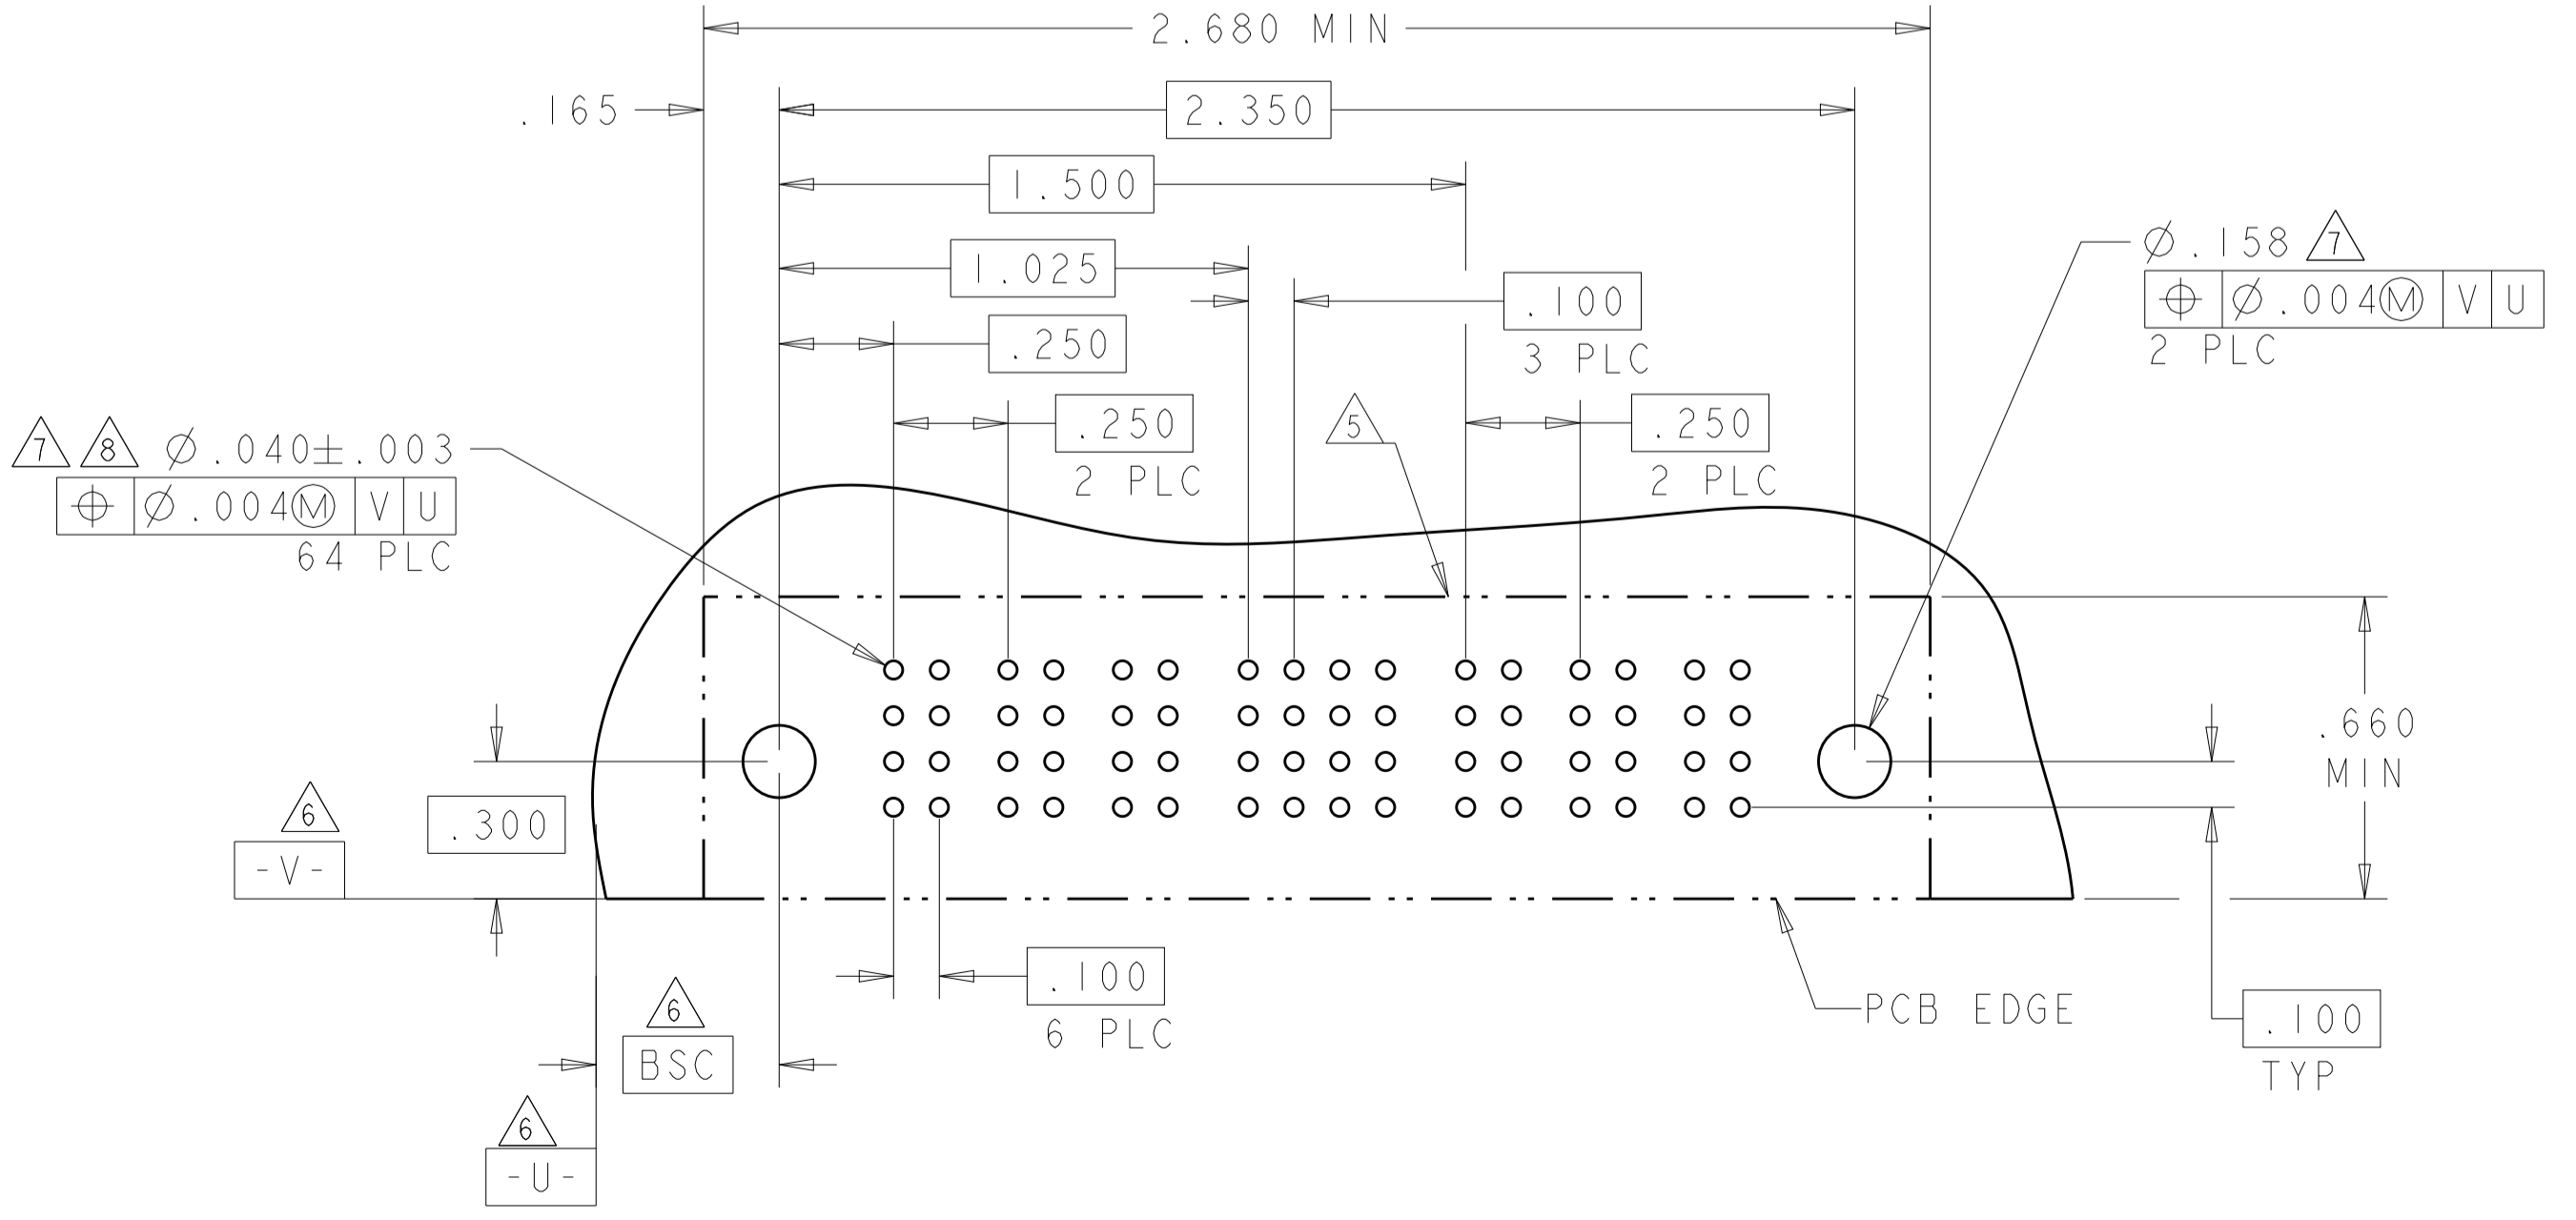 2.680 MIN
.165
2.350
1.500
Ø.158 7
⌖ Ø.004Ⓜ V U
2 PLC
1.025
.100
3 PLC
.250
7 8 Ø.040±.003
⌖ Ø.004Ⓜ V U
64 PLC
.250
2 PLC
5
.250
2 PLC
.660
MIN
6
-V-
.300
.100
6 PLC
6
BSC
PCB EDGE
.100
TYP
6
-U-